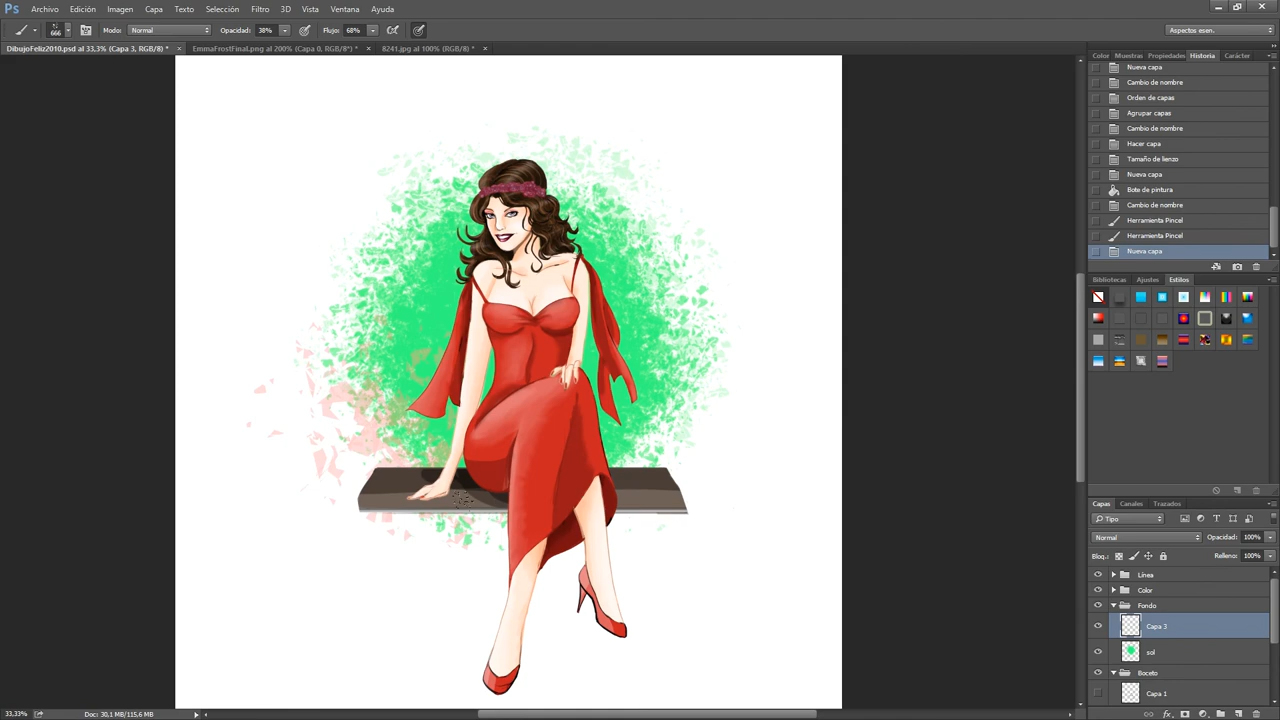 Ps Archivo Edición Imagen Capa Texto Selección Filtro 3D Vista Ventana Ayuda
666 Modo: Normal Opacidad: 38% Flujo: 68% Aspectos esen.
DibujoFeliz2010.psd al 33,3% (Capa 3, RGB/8) * × EmmaFrostFinal.png al 200% (Capa 0, RGB/8*) * × 8241.jpg al 100% (RGB/8*) * ×
Color Muestras Propiedades Historia Carácter
Nueva capa
Cambio de nombre
Orden de capas
Agrupar capas
Cambio de nombre
Hacer capa
Tamaño de lienzo
Nueva capa
Bote de pintura
Cambio de nombre
Herramienta Pincel
Herramienta Pincel
Nueva capa
Bibliotecas Ajustes Estilos
Capas Canales Trazados
Tipo
Normal Opacidad: 100%
Bloq.: Relleno: 100%
Línea
Color
Fondo
Capa 3
sol
Boceto
Capa 1
33,33% Doc: 30,1 MB/115,6 MB